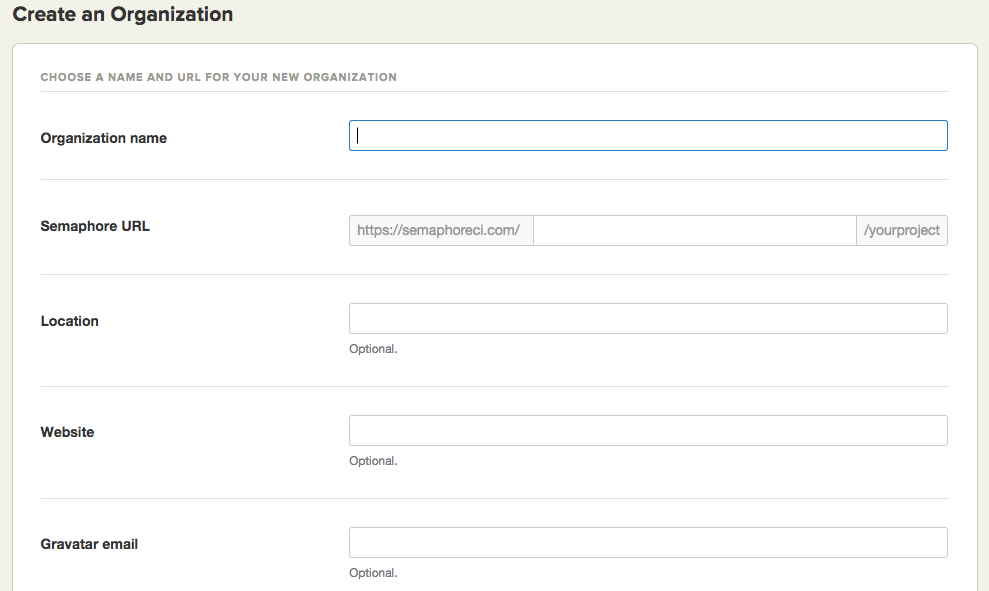 Create an Organization
CHOOSE A NAME AND URL FOR YOUR NEW ORGANIZATION
Organization name
Semaphore URL https://semaphoreci.com/ /yourproject
Location
Optional.
Website
Optional.
Gravatar email
Optional.